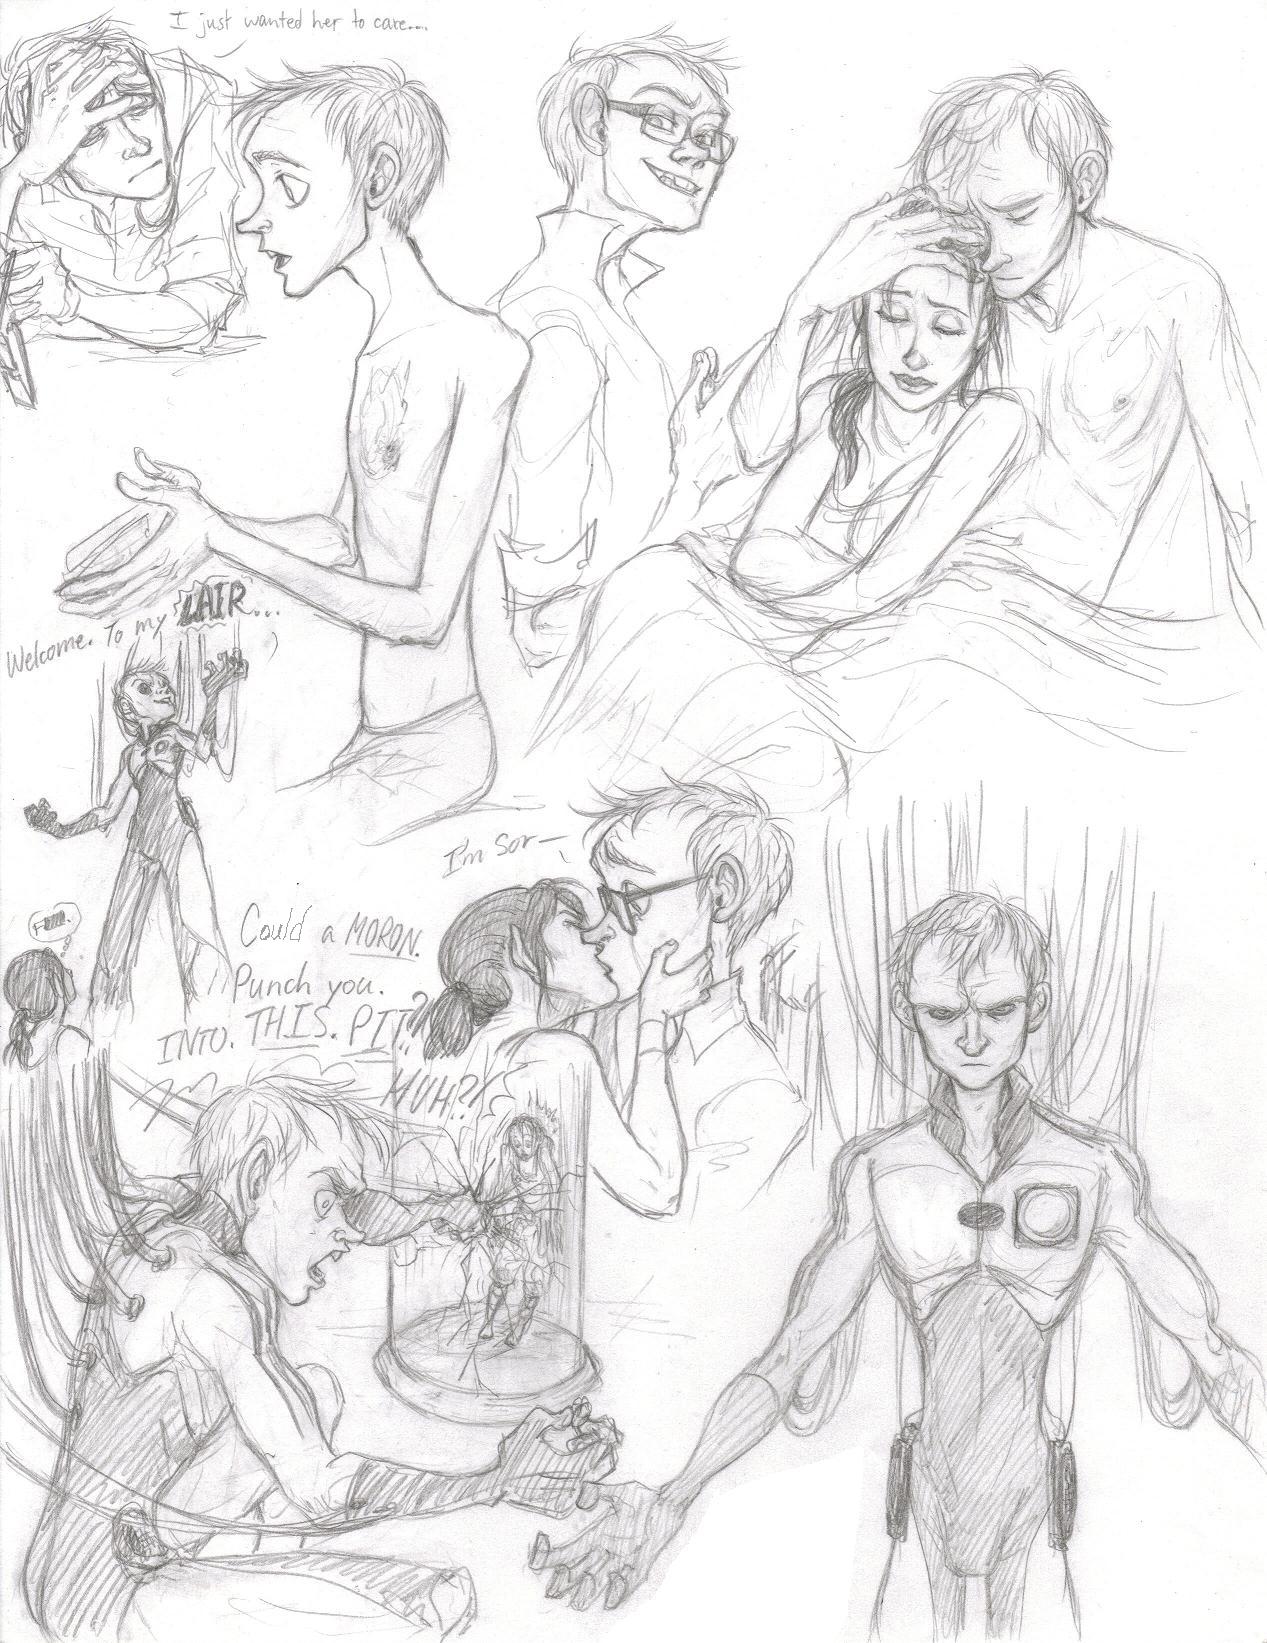 I just wanted her to care...
Welcome. To my LAIR...
I'm Sor—
Could a MORON.
Punch you.
INTO. THIS. PIT?
HUH?!